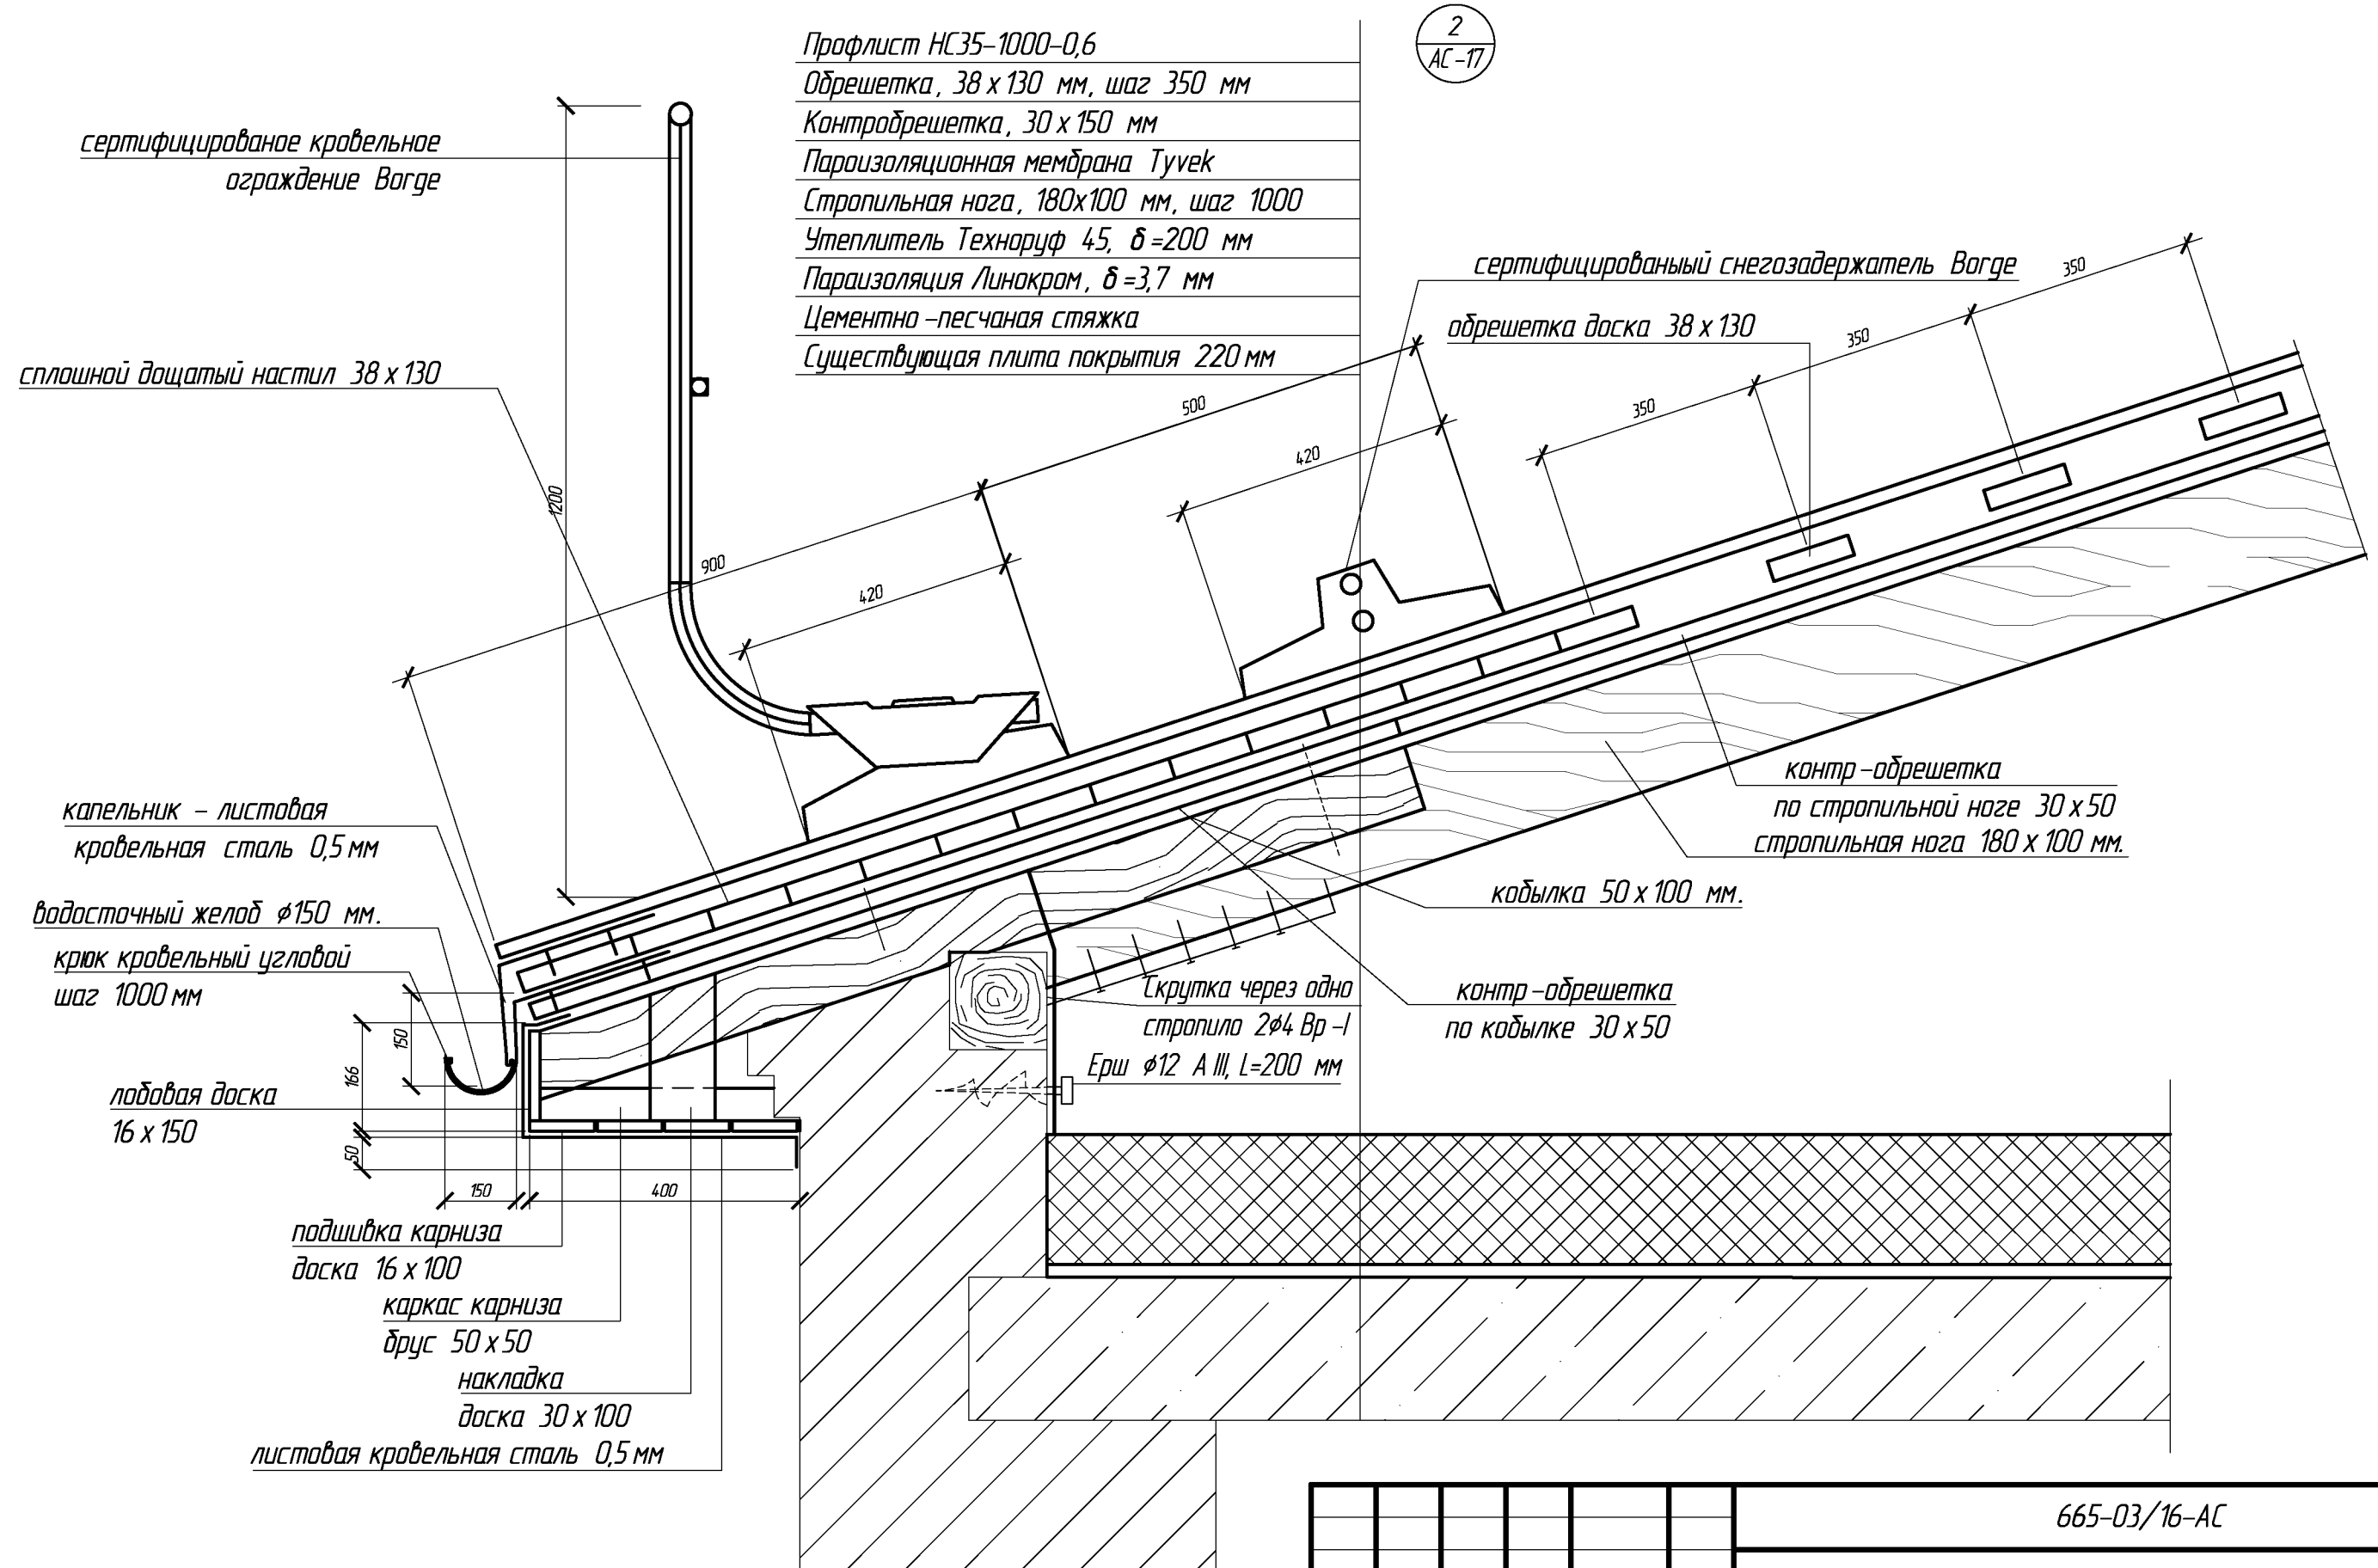 2
АС-17
Профлист НС35-1000-0,6
Обрешетка, 38 х 130 мм, шаг 350 мм
Контробрешетка, 30 х 150 мм
Пароизоляционная мембрана Tyvek
Стропильная нога, 180х100 мм, шаг 1000
Утеплитель Техноруф 45, δ=200 мм
Параизоляция Линокром, δ=3,7 мм
Цементно-песчаная стяжка
Существующая плита покрытия 220 мм
сертифицированое кровельное
ограждение Borge
сплошной дощатый настил 38 х 130
сертифицированыый снегозадержатель Borge
обрешетка доска 38 х 130
350
350
350
500
420
1200
900
420
капельник - листовая
кровельная сталь 0,5 мм
водосточный желоб ϕ150 мм.
крюк кровельный угловой
шаг 1000 мм
150
166
лобовая доска
16 х 150
50
150
400
контр-обрешетка
по стропильной ноге 30 х 50
стропильная нога 180 х 100 мм.
кобылка 50 х 100 мм.
контр-обрешетка
по кобылке 30 х 50
Скрутка через одно
стропило 2ϕ4 Вр-I
Ерш ϕ12 А III, L=200 мм
подшивка карниза
доска 16 х 100
каркас карниза
брус 50 х 50
накладка
доска 30 х 100
листовая кровельная сталь 0,5 мм
665-03/16-АС